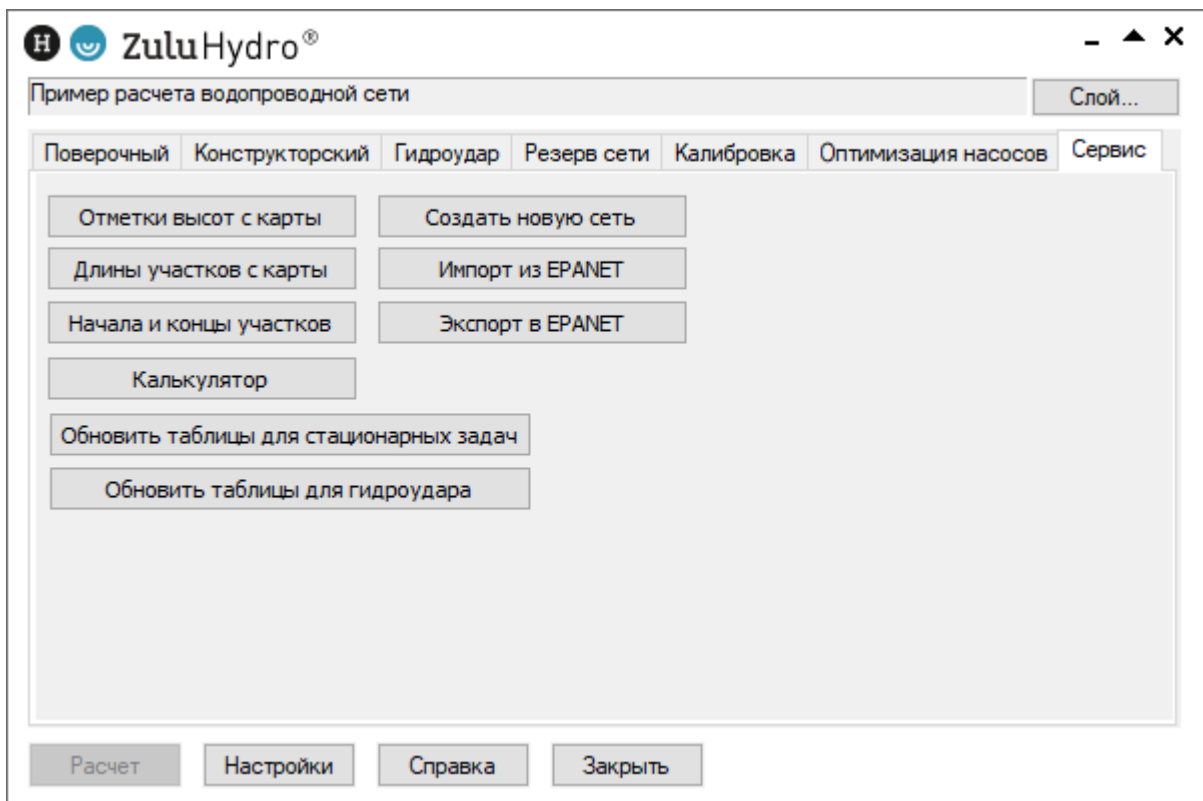 H ZuluHydro®
Пример расчета водопроводной сети Слой...
Поверочный Конструкторский Гидроудар Резерв сети Калибровка Оптимизация насосов Сервис
Отметки высот с карты Создать новую сеть
Длины участков с карты Импорт из EPANET
Начала и концы участков Экспорт в EPANET
Калькулятор
Обновить таблицы для стационарных задач
Обновить таблицы для гидроудара
Расчет Настройки Справка Закрыть